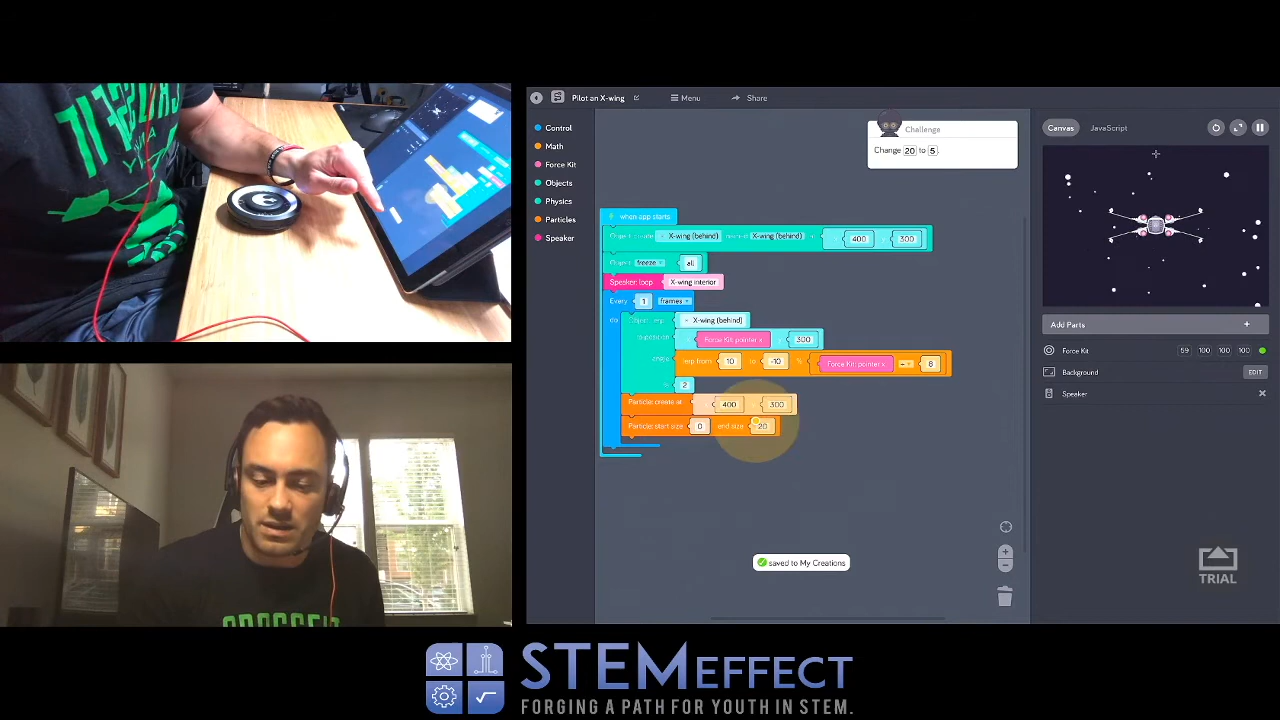 Pilot an X-wing
Menu
Share
Control
Math
Force Kit
Objects
Physics
Particles
Speaker
Challenge
Change 20 to 5.
when app starts
X-wing (behind) X-wing (behind) 400 300
Object freeze all
Speaker: loop X-wing interior
Every 1 frames
do X-wing (behind)
Force Kit: pointer x 300
10 to -10 % Force Kit: pointer x 8
2
Particle: create at 400 300
Particle: start size 0 end size 20
saved to My Creations
Canvas JavaScript
Add Parts +
Force Kit 59 100 100 100
Background EDIT
Speaker
TRIAL
STEMEFFECT
FORGING A PATH FOR YOUTH IN STEM.